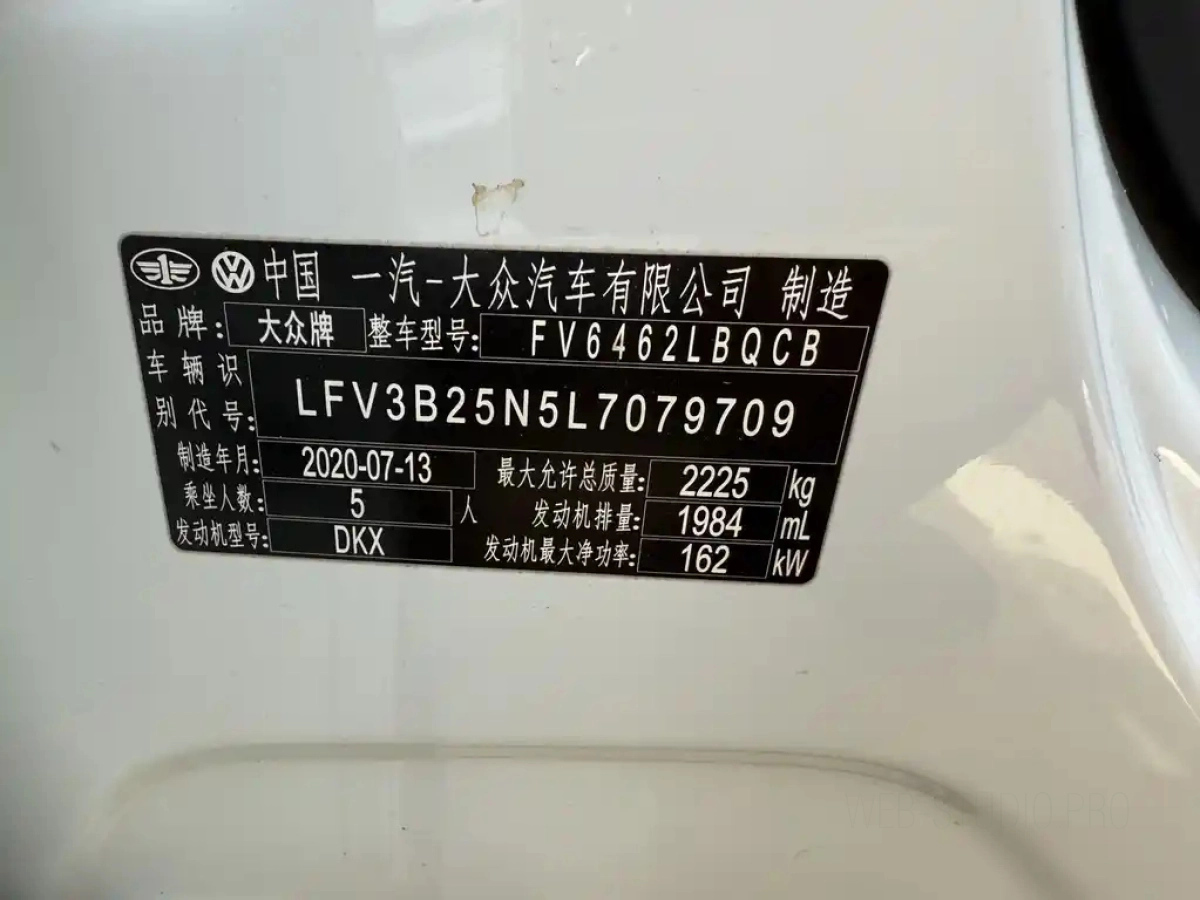 中国 一汽-大众汽车有限公司 制造
品牌: 大众牌 整车型号: FV6462LBQCB
车辆识别代号: LFV3B25N5L7079709
制造年月: 2020-07-13 最大允许总质量: 2225 kg
乘坐人数: 5 人 发动机排量: 1984 mL
发动机型号: DKX 发动机最大净功率: 162 kW